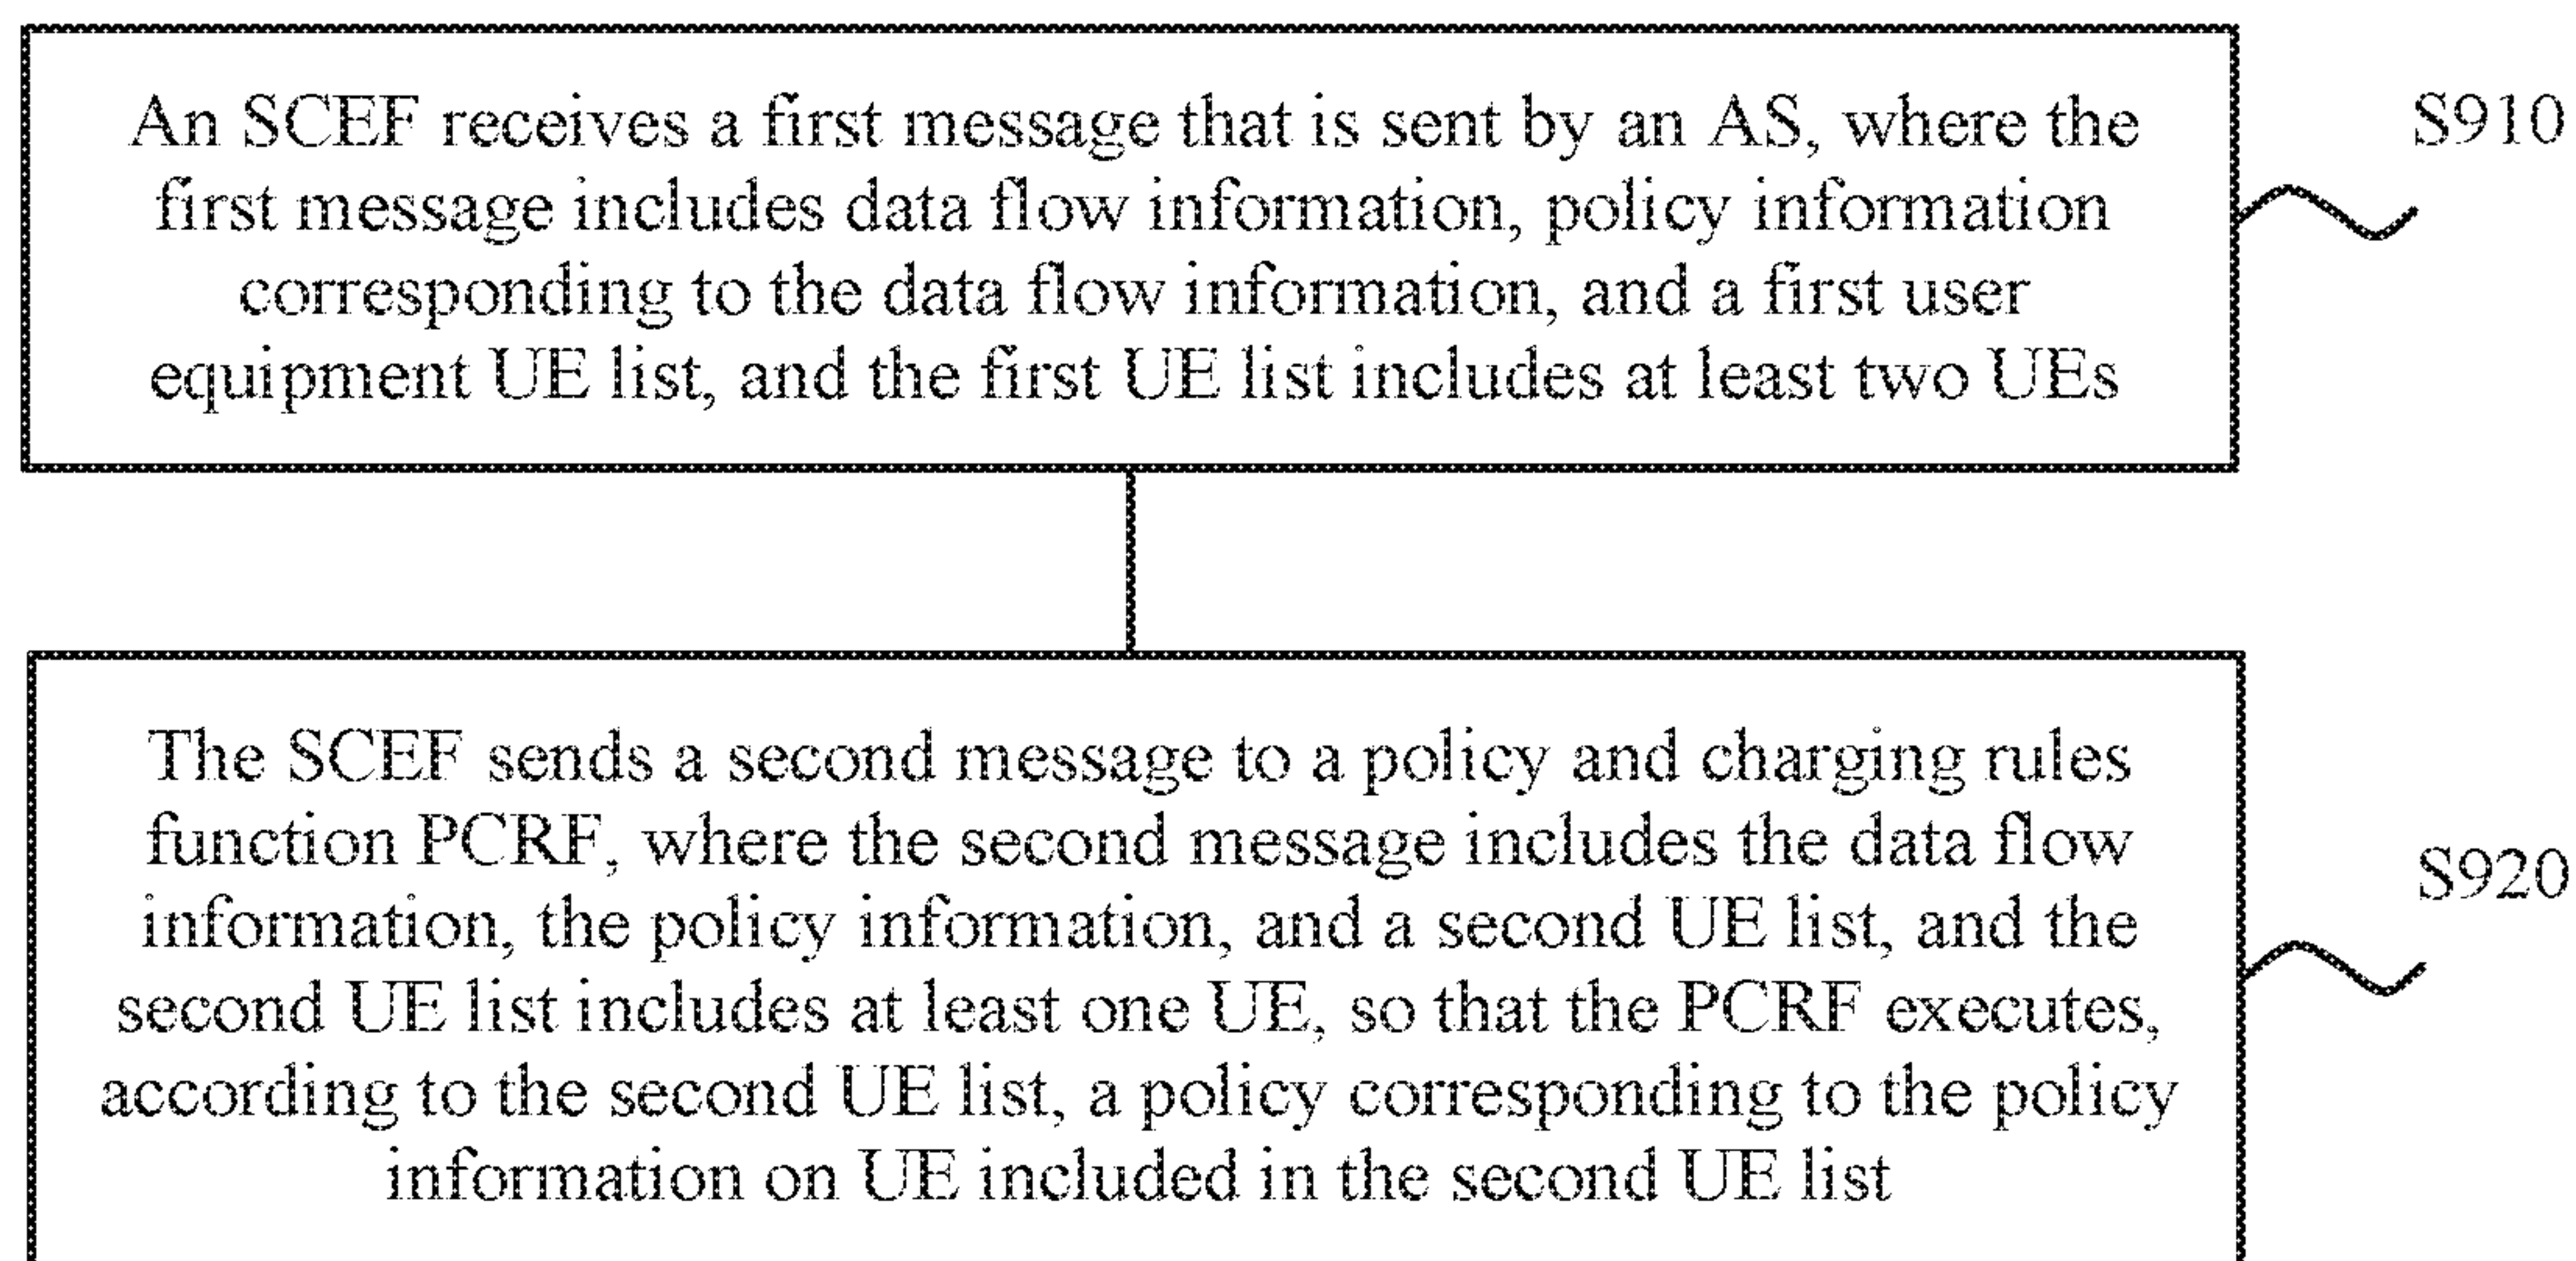 An SCEF receives a first message that is sent by an AS, where the
first message includes data flow information, policy information
corresponding to the data flow information, and a first user
equipment UE list, and the first UE list includes at least two UEs
S910
The SCEF sends a second message to a policy and charging rules
function PCRF, where the second message includes the data flow
information, the policy information, and a second UE list, and the
second UE list includes at least one UE, so that the PCRF executes,
according to the second UE list, a policy corresponding to the policy
information on UE included in the second UE list
S920